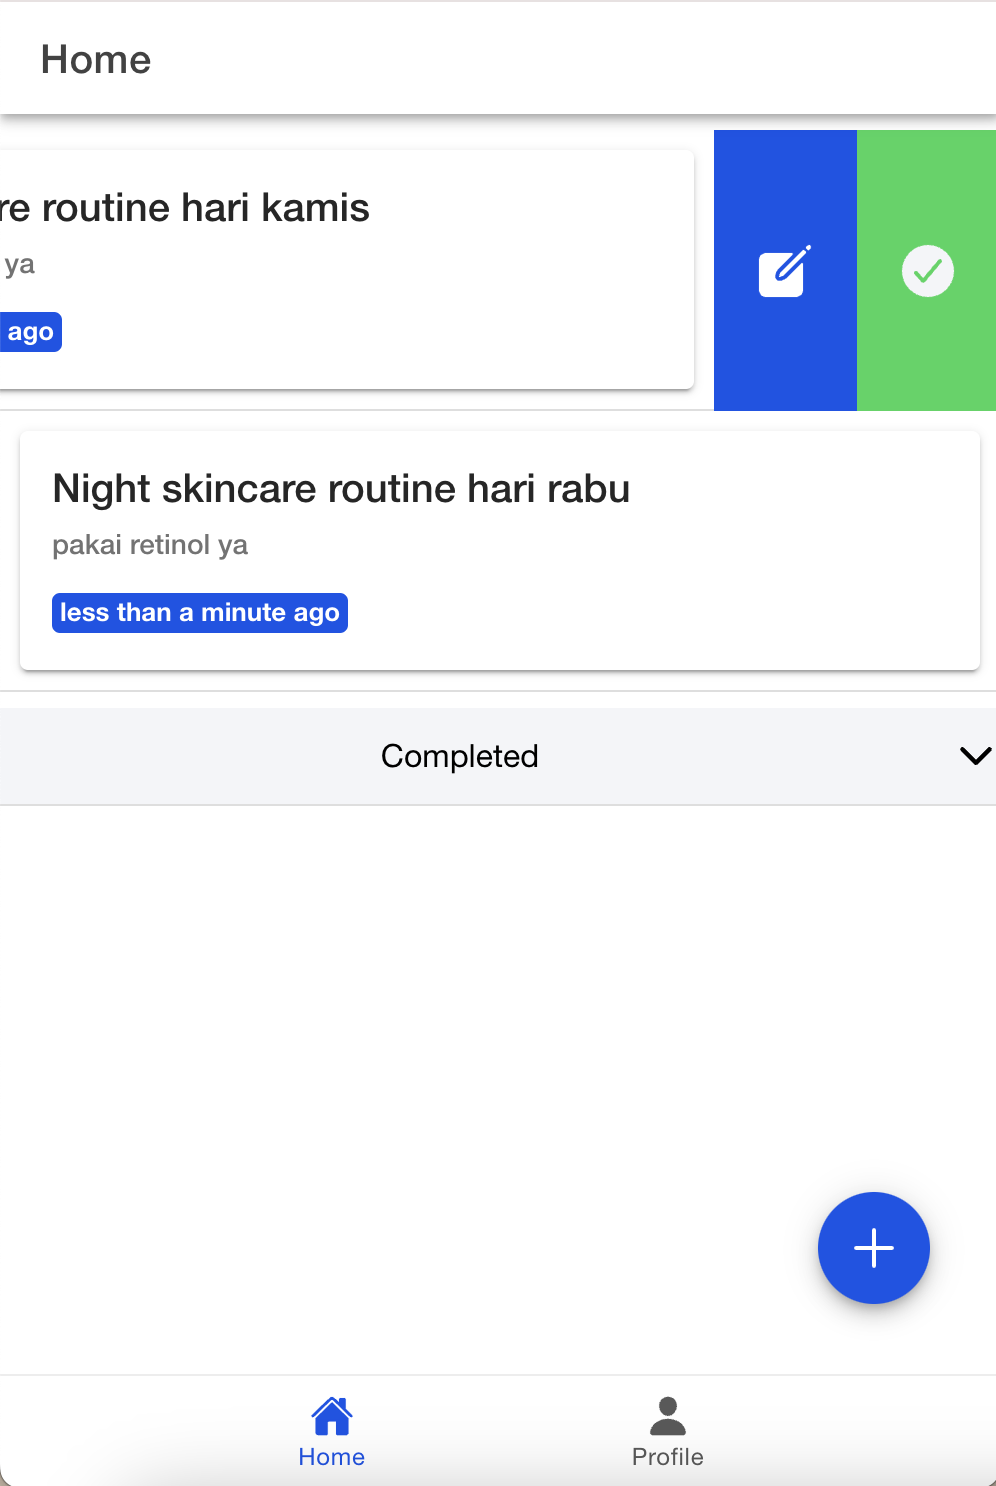 Home
re routine hari kamis
ya
ago
Night skincare routine hari rabu
pakai retinol ya
less than a minute ago
Completed
Home
Profile